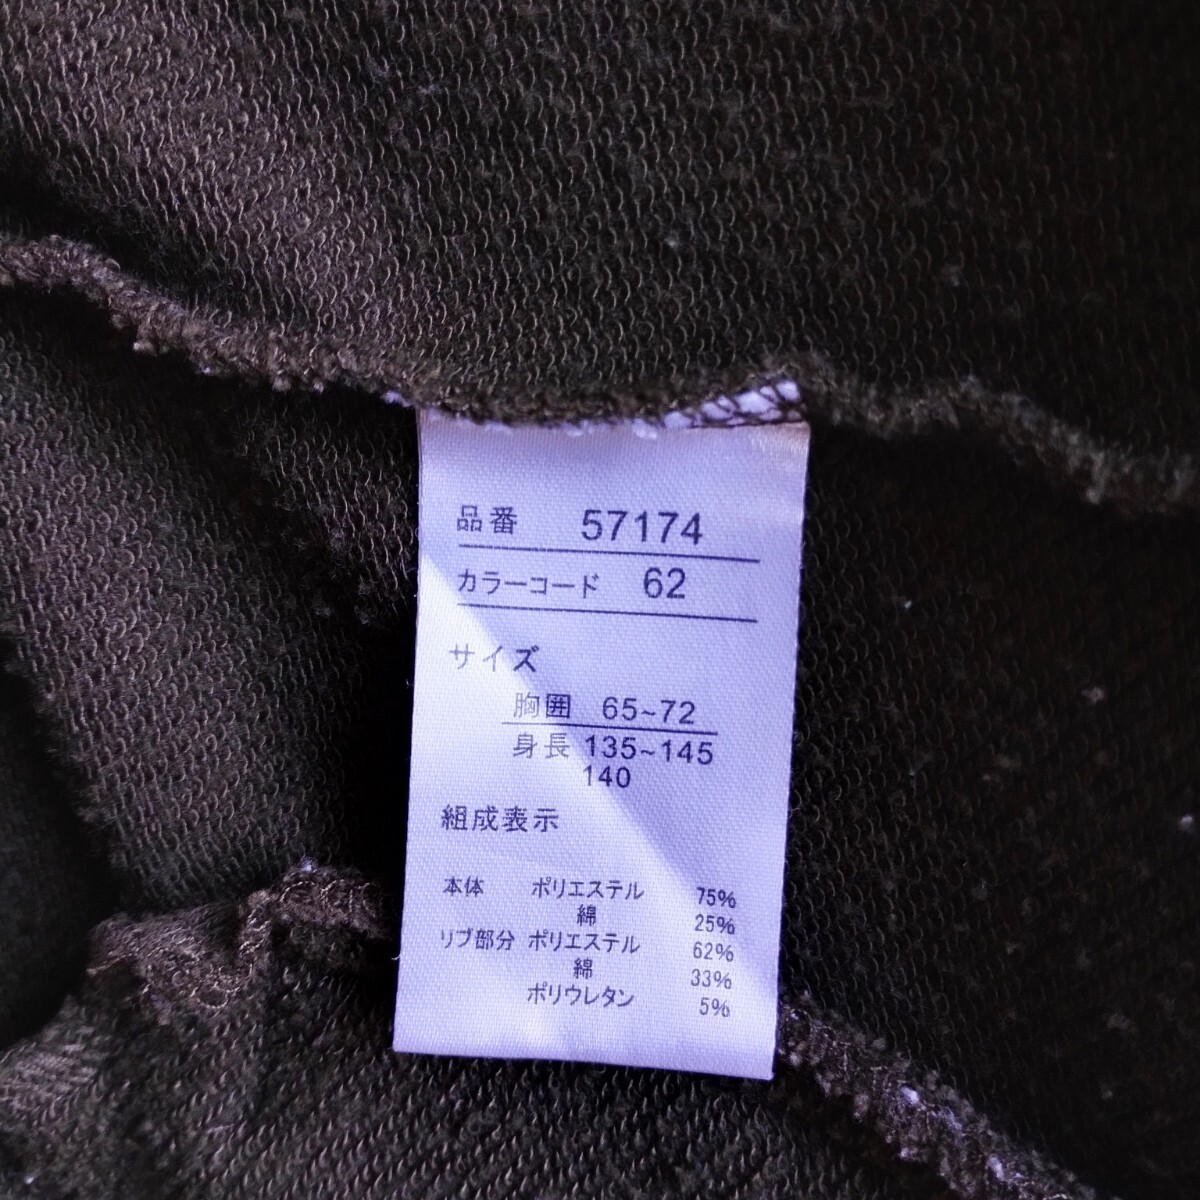 品番 57174
カラーコード 62
サイズ
胸囲 65~72
身長 135~145
140
組成表示
本体 ポリエステル 75%
綿 25%
リブ部分 ポリエステル 62%
綿 33%
ポリウレタン 5%